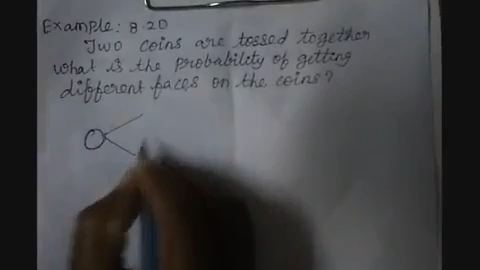 Example: 8.20
Two coins are tossed together
what is the probability of getting
different faces on the coins?